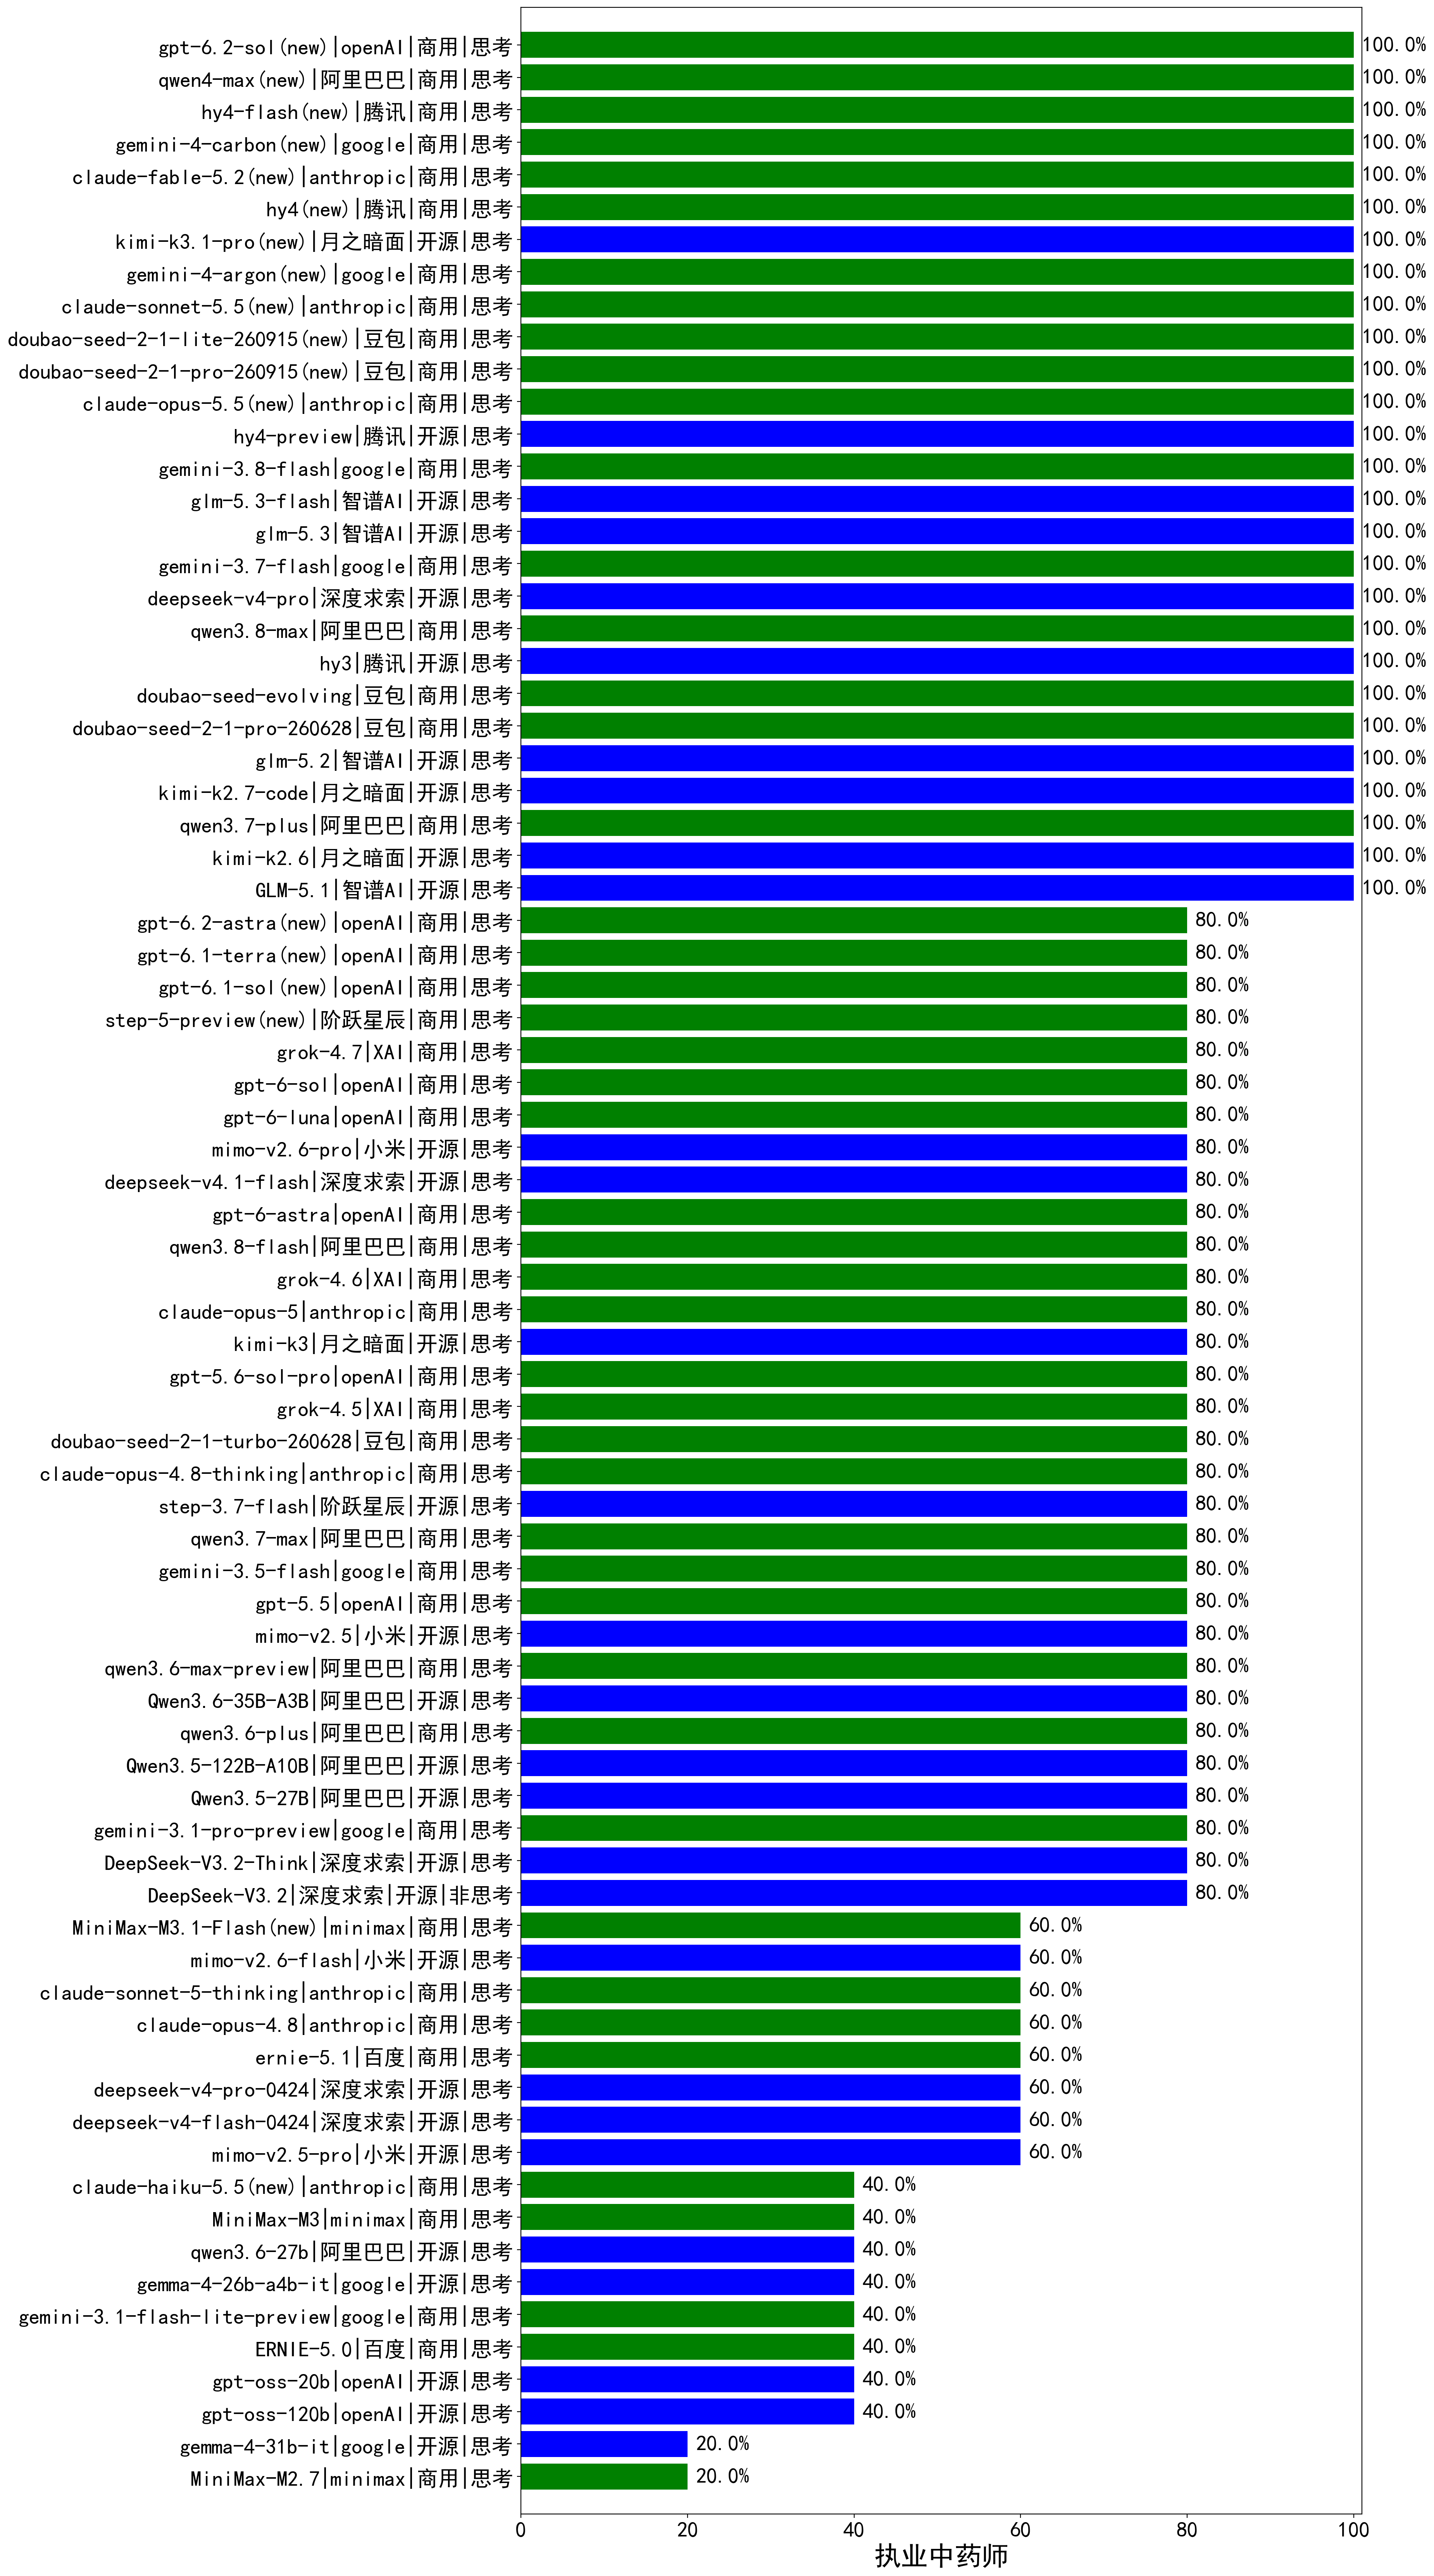 gpt-6.2-sol(new)|openAI|商用|思考 100.0%
qwen4-max(new)|阿里巴巴|商用|思考 100.0%
hy4-flash(new)|腾讯|商用|思考 100.0%
gemini-4-carbon(new)|google|商用|思考 100.0%
claude-fable-5.2(new)|anthropic|商用|思考 100.0%
hy4(new)|腾讯|商用|思考 100.0%
kimi-k3.1-pro(new)|月之暗面|开源|思考 100.0%
gemini-4-argon(new)|google|商用|思考 100.0%
claude-sonnet-5.5(new)|anthropic|商用|思考 100.0%
doubao-seed-2-1-lite-260915(new)|豆包|商用|思考 100.0%
doubao-seed-2-1-pro-260915(new)|豆包|商用|思考 100.0%
claude-opus-5.5(new)|anthropic|商用|思考 100.0%
hy4-preview|腾讯|开源|思考 100.0%
gemini-3.8-flash|google|商用|思考 100.0%
glm-5.3-flash|智谱AI|开源|思考 100.0%
glm-5.3|智谱AI|开源|思考 100.0%
gemini-3.7-flash|google|商用|思考 100.0%
deepseek-v4-pro|深度求索|开源|思考 100.0%
qwen3.8-max|阿里巴巴|商用|思考 100.0%
hy3|腾讯|开源|思考 100.0%
doubao-seed-evolving|豆包|商用|思考 100.0%
doubao-seed-2-1-pro-260628|豆包|商用|思考 100.0%
glm-5.2|智谱AI|开源|思考 100.0%
kimi-k2.7-code|月之暗面|开源|思考 100.0%
qwen3.7-plus|阿里巴巴|商用|思考 100.0%
kimi-k2.6|月之暗面|开源|思考 100.0%
GLM-5.1|智谱AI|开源|思考 100.0%
gpt-6.2-astra(new)|openAI|商用|思考 80.0%
gpt-6.1-terra(new)|openAI|商用|思考 80.0%
gpt-6.1-sol(new)|openAI|商用|思考 80.0%
step-5-preview(new)|阶跃星辰|商用|思考 80.0%
grok-4.7|XAI|商用|思考 80.0%
gpt-6-sol|openAI|商用|思考 80.0%
gpt-6-luna|openAI|商用|思考 80.0%
mimo-v2.6-pro|小米|开源|思考 80.0%
deepseek-v4.1-flash|深度求索|开源|思考 80.0%
gpt-6-astra|openAI|商用|思考 80.0%
qwen3.8-flash|阿里巴巴|商用|思考 80.0%
grok-4.6|XAI|商用|思考 80.0%
claude-opus-5|anthropic|商用|思考 80.0%
kimi-k3|月之暗面|开源|思考 80.0%
gpt-5.6-sol-pro|openAI|商用|思考 80.0%
grok-4.5|XAI|商用|思考 80.0%
doubao-seed-2-1-turbo-260628|豆包|商用|思考 80.0%
claude-opus-4.8-thinking|anthropic|商用|思考 80.0%
step-3.7-flash|阶跃星辰|开源|思考 80.0%
qwen3.7-max|阿里巴巴|商用|思考 80.0%
gemini-3.5-flash|google|商用|思考 80.0%
gpt-5.5|openAI|商用|思考 80.0%
mimo-v2.5|小米|开源|思考 80.0%
qwen3.6-max-preview|阿里巴巴|商用|思考 80.0%
Qwen3.6-35B-A3B|阿里巴巴|开源|思考 80.0%
qwen3.6-plus|阿里巴巴|商用|思考 80.0%
Qwen3.5-122B-A10B|阿里巴巴|开源|思考 80.0%
Qwen3.5-27B|阿里巴巴|开源|思考 80.0%
gemini-3.1-pro-preview|google|商用|思考 80.0%
DeepSeek-V3.2-Think|深度求索|开源|思考 80.0%
DeepSeek-V3.2|深度求索|开源|非思考 80.0%
MiniMax-M3.1-Flash(new)|minimax|商用|思考 60.0%
mimo-v2.6-flash|小米|开源|思考 60.0%
claude-sonnet-5-thinking|anthropic|商用|思考 60.0%
claude-opus-4.8|anthropic|商用|思考 60.0%
ernie-5.1|百度|商用|思考 60.0%
deepseek-v4-pro-0424|深度求索|开源|思考 60.0%
deepseek-v4-flash-0424|深度求索|开源|思考 60.0%
mimo-v2.5-pro|小米|开源|思考 60.0%
claude-haiku-5.5(new)|anthropic|商用|思考 40.0%
MiniMax-M3|minimax|商用|思考 40.0%
qwen3.6-27b|阿里巴巴|开源|思考 40.0%
gemma-4-26b-a4b-it|google|开源|思考 40.0%
gemini-3.1-flash-lite-preview|google|商用|思考 40.0%
ERNIE-5.0|百度|商用|思考 40.0%
gpt-oss-20b|openAI|开源|思考 40.0%
gpt-oss-120b|openAI|开源|思考 40.0%
gemma-4-31b-it|google|开源|思考 20.0%
MiniMax-M2.7|minimax|商用|思考 20.0%
0 20 40 60 80 100
执业中药师